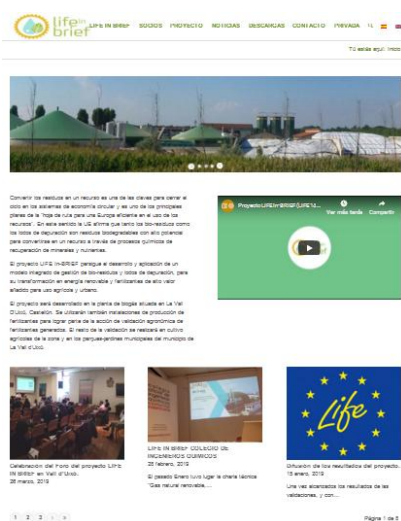 life in
brief
LIFE IN BRIEF SOCIOS PROYECTO NOTICIAS DESCARGAS CONTACTO PRIVADA
Tú estás aquí: Inicio
Convertir los residuos en un recurso es una de las claves para cerrar el
ciclo en los sistemas de economía circular y es uno de los principales
pilares de la "hoja de ruta para una Europa eficiente en el uso de los
recursos". En este sentido la UE afirma que tanto los bio-residuos como
los lodos de depuración son residuos biodegradables con alto potencial
para convertirse en un recurso a través de procesos químicos de
recuperación de minerales y nutrientes.
El proyecto LIFE In-BRIEF persigue el desarrollo y aplicación de un
modelo integrado de gestión de bio-residuos y lodos de depuración, para
su transformación en energía renovable y fertilizantes de alto valor
añadido para uso agrícola y urbano.
El proyecto será desarrollado en la planta de biogás situada en La Vall
D'Uixó, Castellón. Se utilizarán también instalaciones de producción de
fertilizantes para lograr parte de la acción de validación agronómica de
fertilizantes generados. El resto de la validación se realizará en cultivo
agrícolas de la zona y en los parques-jardines municipales del municipio de
La Vall d'Uixó.
Proyecto LIFE In-BRIEF (LIFE 14...
Ver más tarde Compartir
Celebración del Foro del proyecto LIFE
IN BRIEF en Vall d'Uixó.
26 marzo, 2019
LIFE IN BRIEF COLEGIO DE
INGENIEROS QUÍMICOS
26 febrero, 2019
El pasado Enero tuvo lugar la charla técnica
"Gas natural renovable,...
Life
Difusión de los resultados del proyecto.
15 enero, 2019
Una vez alcanzados los resultados de las
validaciones, y con...
1 2 3 › »
Página 1 de 5